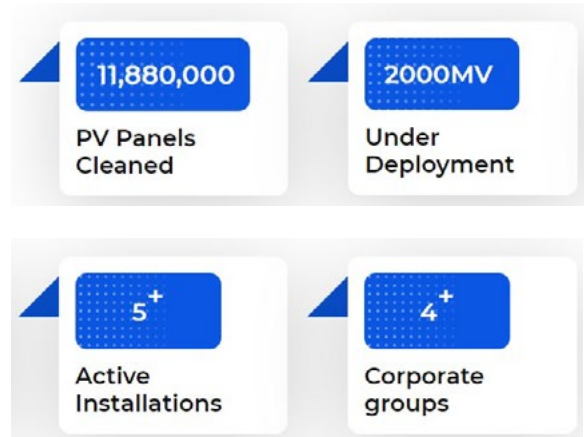 11,880,000
PV Panels
Cleaned
2000MV
Under
Deployment
5+
Active
Installations
4+
Corporate
groups